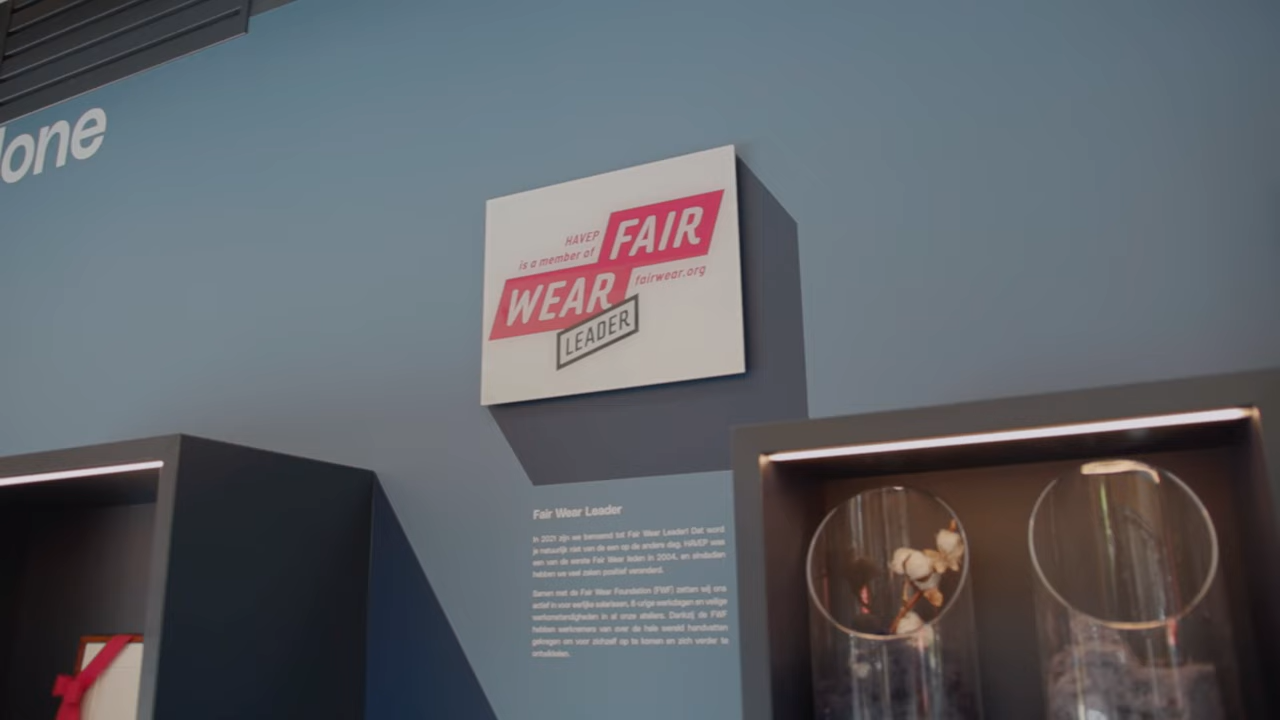 lone
HAVEP
is a member of
FAIR
WEAR
fairwear.org
LEADER
Fair Wear Leader
In 2021 zijn we benoemd tot Fair Wear Leader! Dat word
je natuurlijk niet van de een op de andere dag. HAVEP was
een van de eerste Fair Wear leden in 2004, en sindsdien
hebben we veel zaken positief veranderd.
Samen met de Fair Wear Foundation (FWF) zetten wij ons
actief in voor eerlijke salarissen, 8-urige werkdagen en veilige
werkomstandigheden in al onze ateliers. Dankzij de FWF
hebben werknemers van over de hele wereld handvatten
gekregen om voor zichzelf op te komen en zich verder te
ontwikkelen.